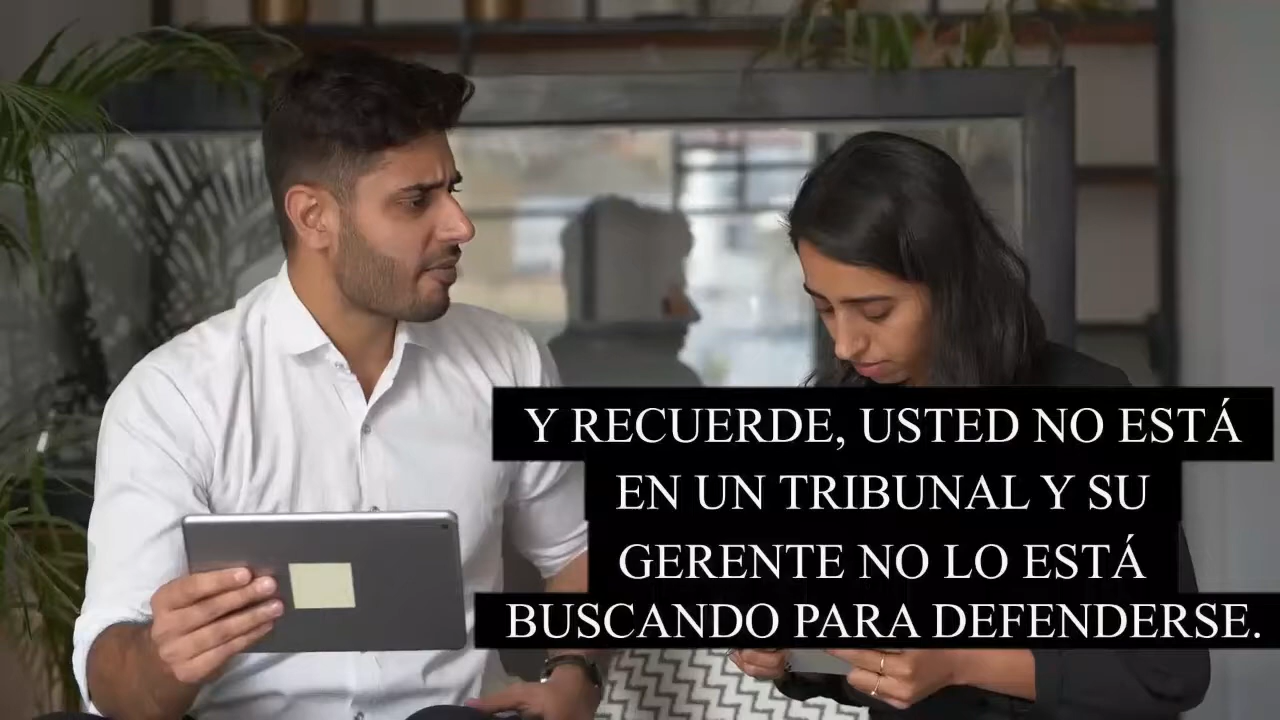 Y RECUERDE, USTED NO ESTÁ
EN UN TRIBUNAL Y SU
GERENTE NO LO ESTÁ
BUSCANDO PARA DEFENDERSE.